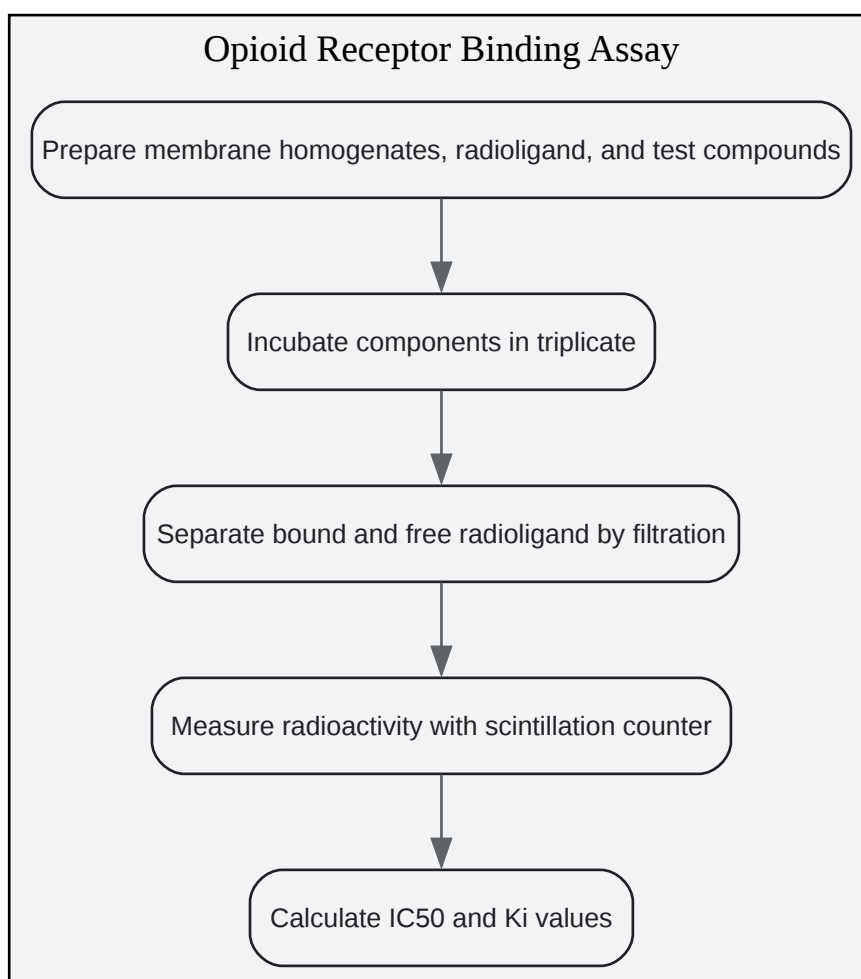 Opioid Receptor Binding Assay
Prepare membrane homogenates, radioligand, and test compounds
Incubate components in triplicate
Separate bound and free radioligand by filtration
Measure radioactivity with scintillation counter
Calculate IC50 and Ki values